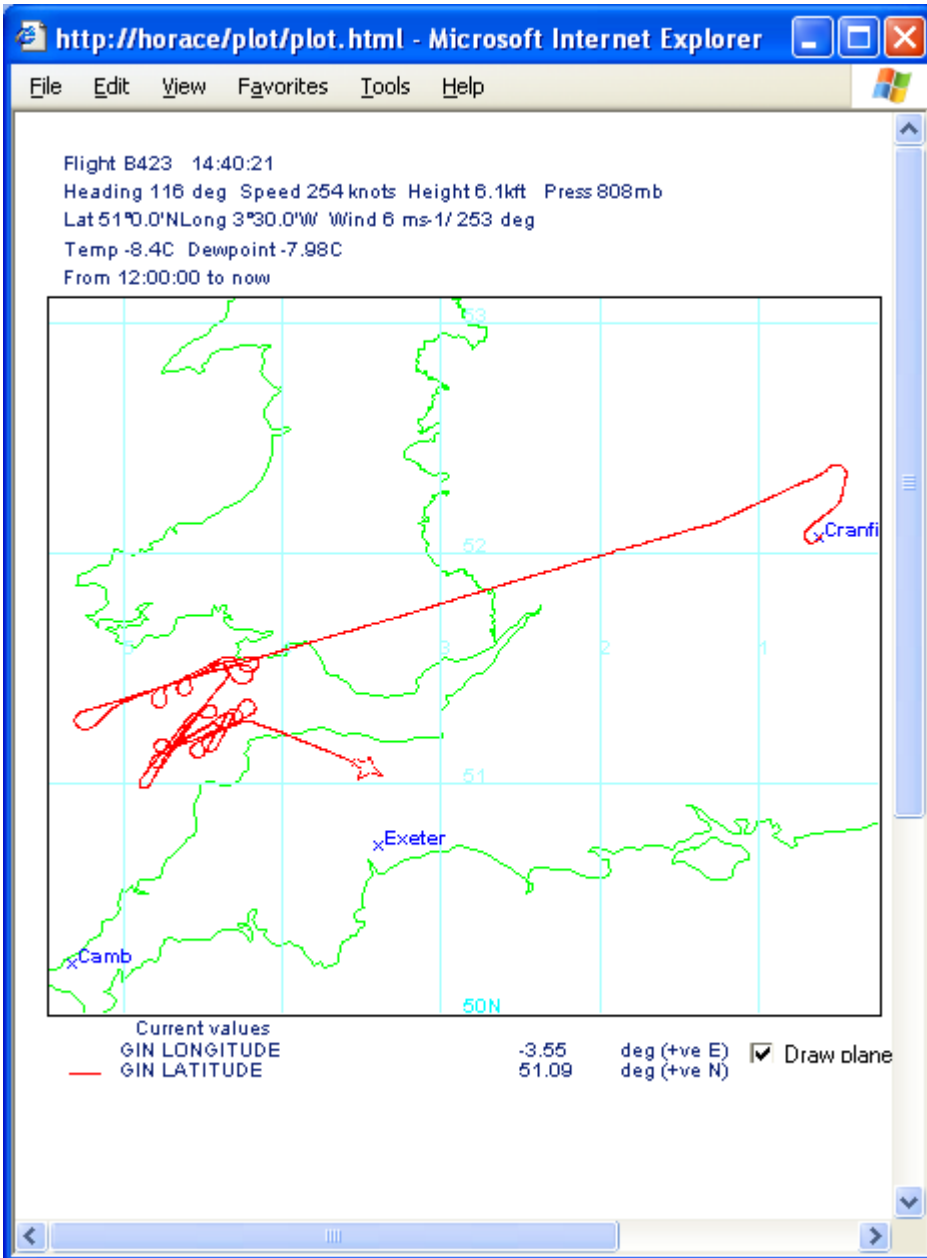 http://horace/plot/plot.html - Microsoft Internet Explorer
File Edit View Favorites Tools Help
Flight B423 14:40:21
Heading 116 deg Speed 254 knots Height 6.1kft Press 808mb
Lat 51°0.0'NLong 3°30.0'W Wind 6 ms-1/ 253 deg
Temp -8.4C Dewpoint -7.98C
From 12:00:00 to now
53
Cranfi
52
5 3 2 1
51
Exeter
Camb
50N
Current values
GIN LONGITUDE -3.55 deg (+ve E) Draw plane
GIN LATITUDE 51.09 deg (+ve N)